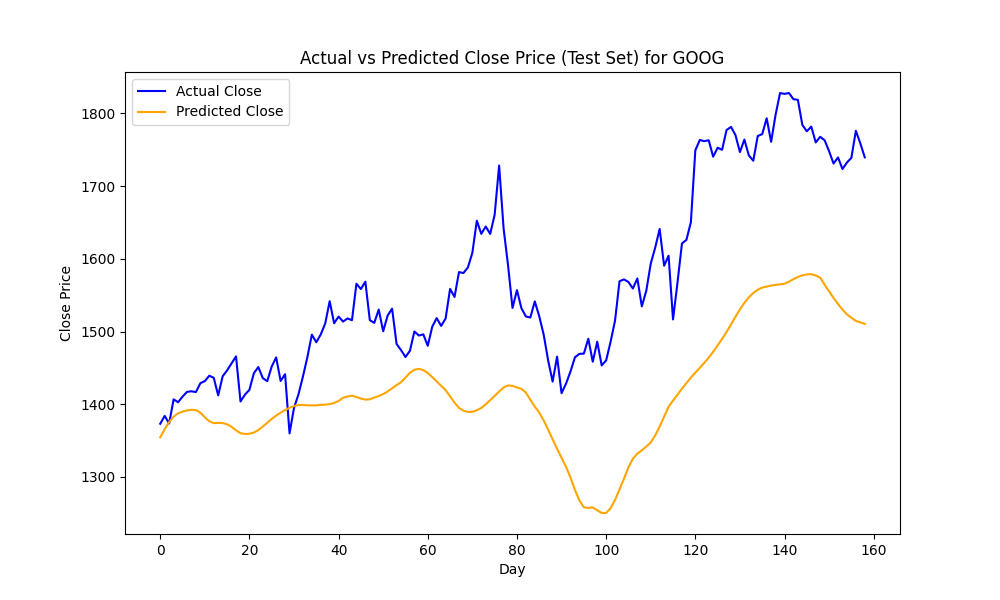 Actual vs Predicted Close Price (Test Set) for GOOG
Actual Close
Predicted Close
Close Price
1800
1700
1600
1500
1400
1300
0 20 40 60 80 100 120 140 160
Day